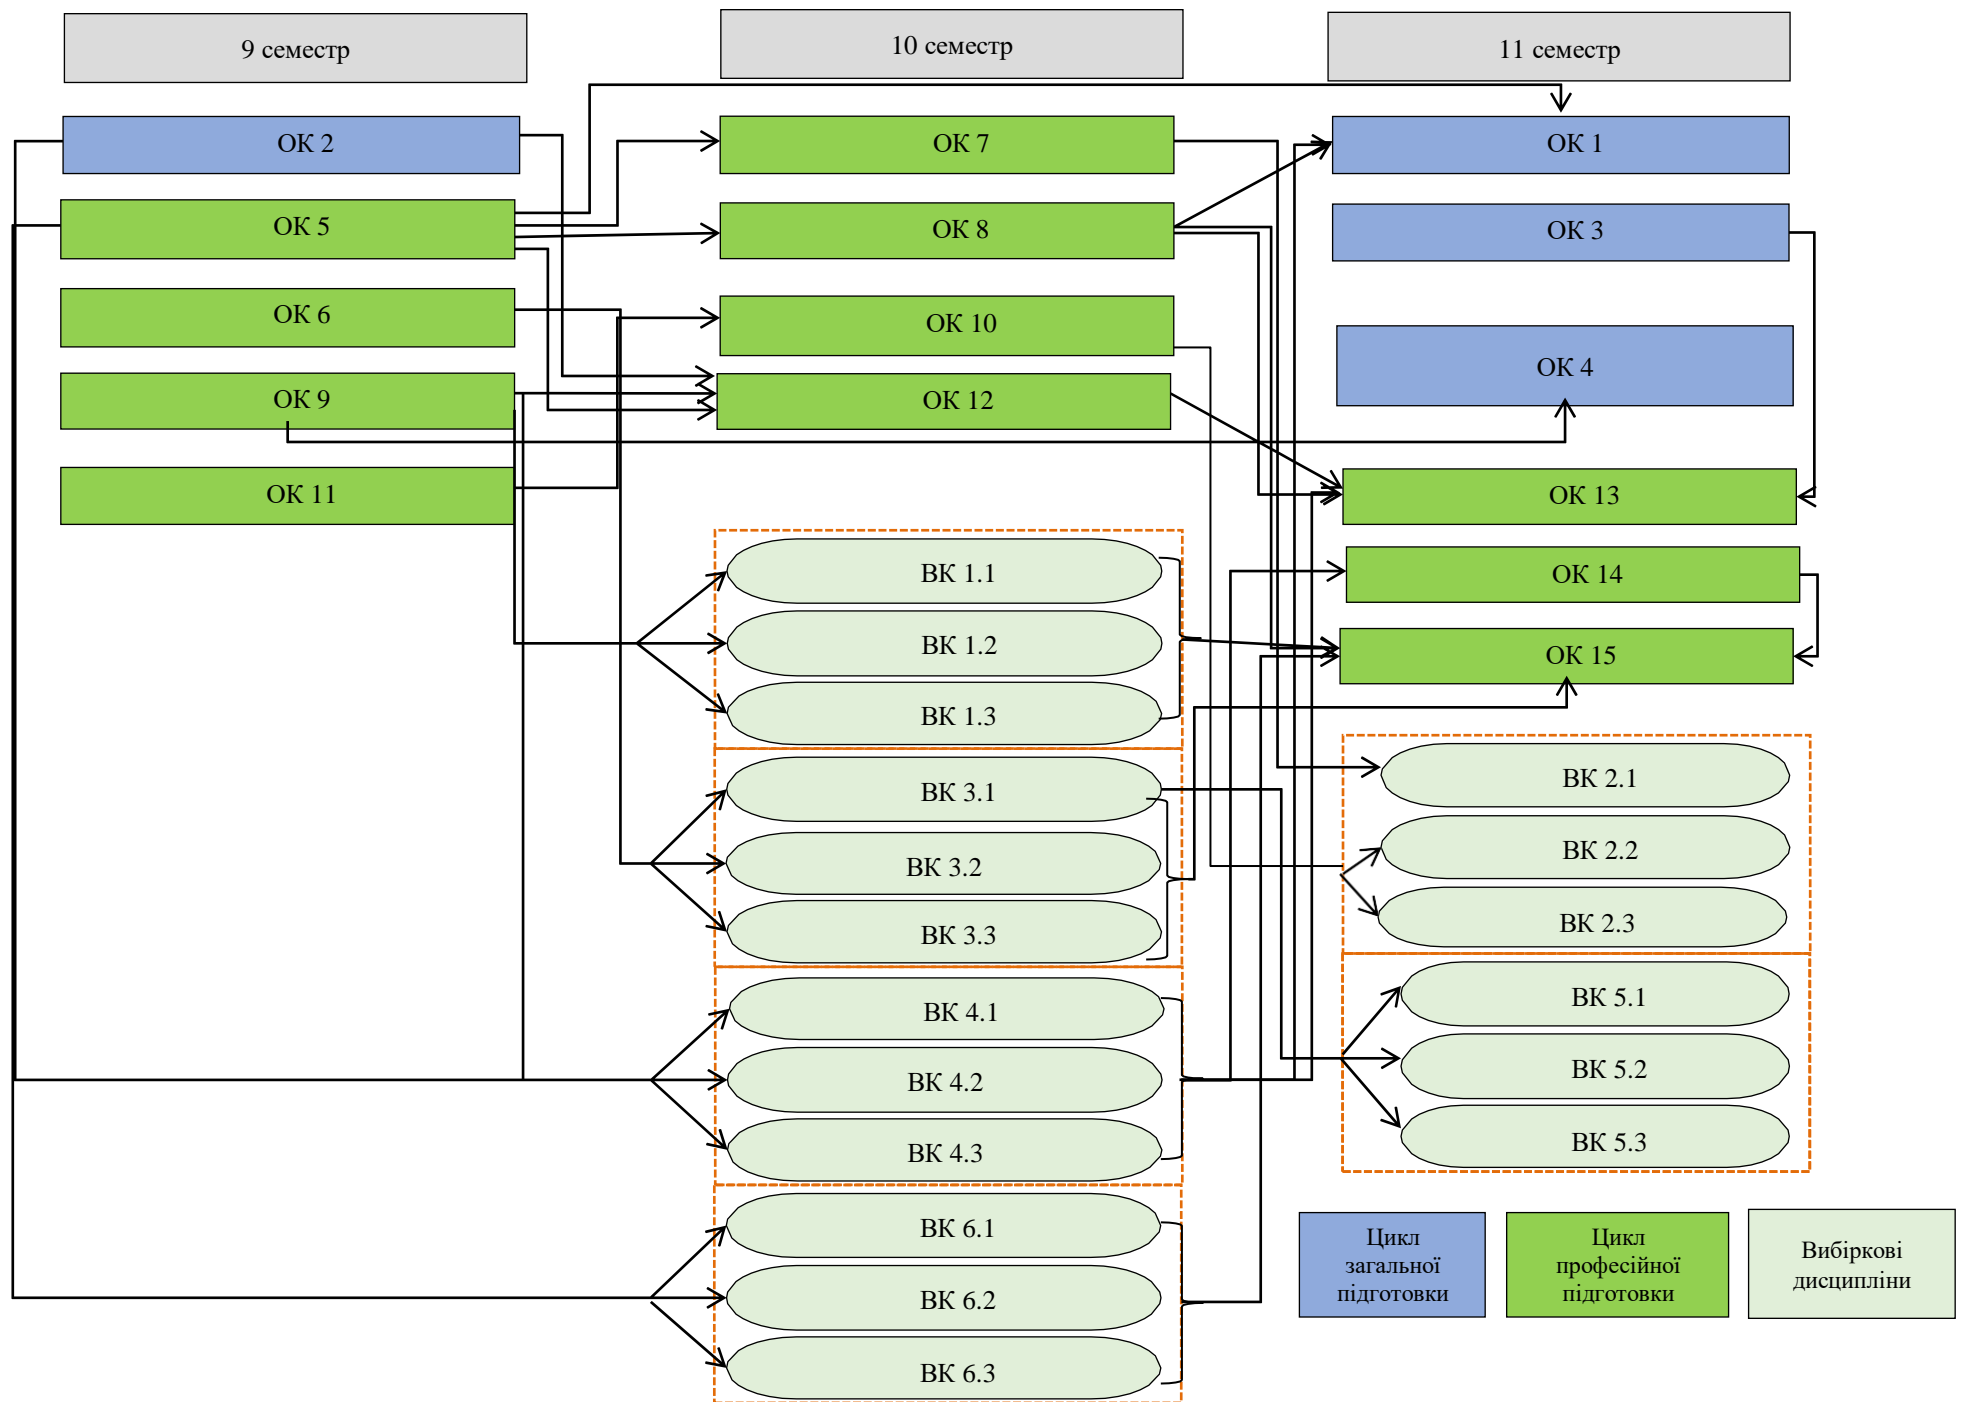 9 семестр
10 семестр
11 семестр
ОК 2
ОК 5
ОК 6
ОК 9
ОК 11
ОК 7
ОК 8
ОК 10
ОК 12
ВК 1.1
ВК 1.2
ВК 1.3
ВК 3.1
ВК 3.2
ВК 3.3
ВК 4.1
ВК 4.2
ВК 4.3
ВК 6.1
ВК 6.2
ВК 6.3
ОК 1
ОК 3
ОК 4
ОК 13
ОК 14
ОК 15
ВК 2.1
ВК 2.2
ВК 2.3
ВК 5.1
ВК 5.2
ВК 5.3
Цикл
загальної
підготовки
Цикл
професійної
підготовки
Вибіркові
дисципліни